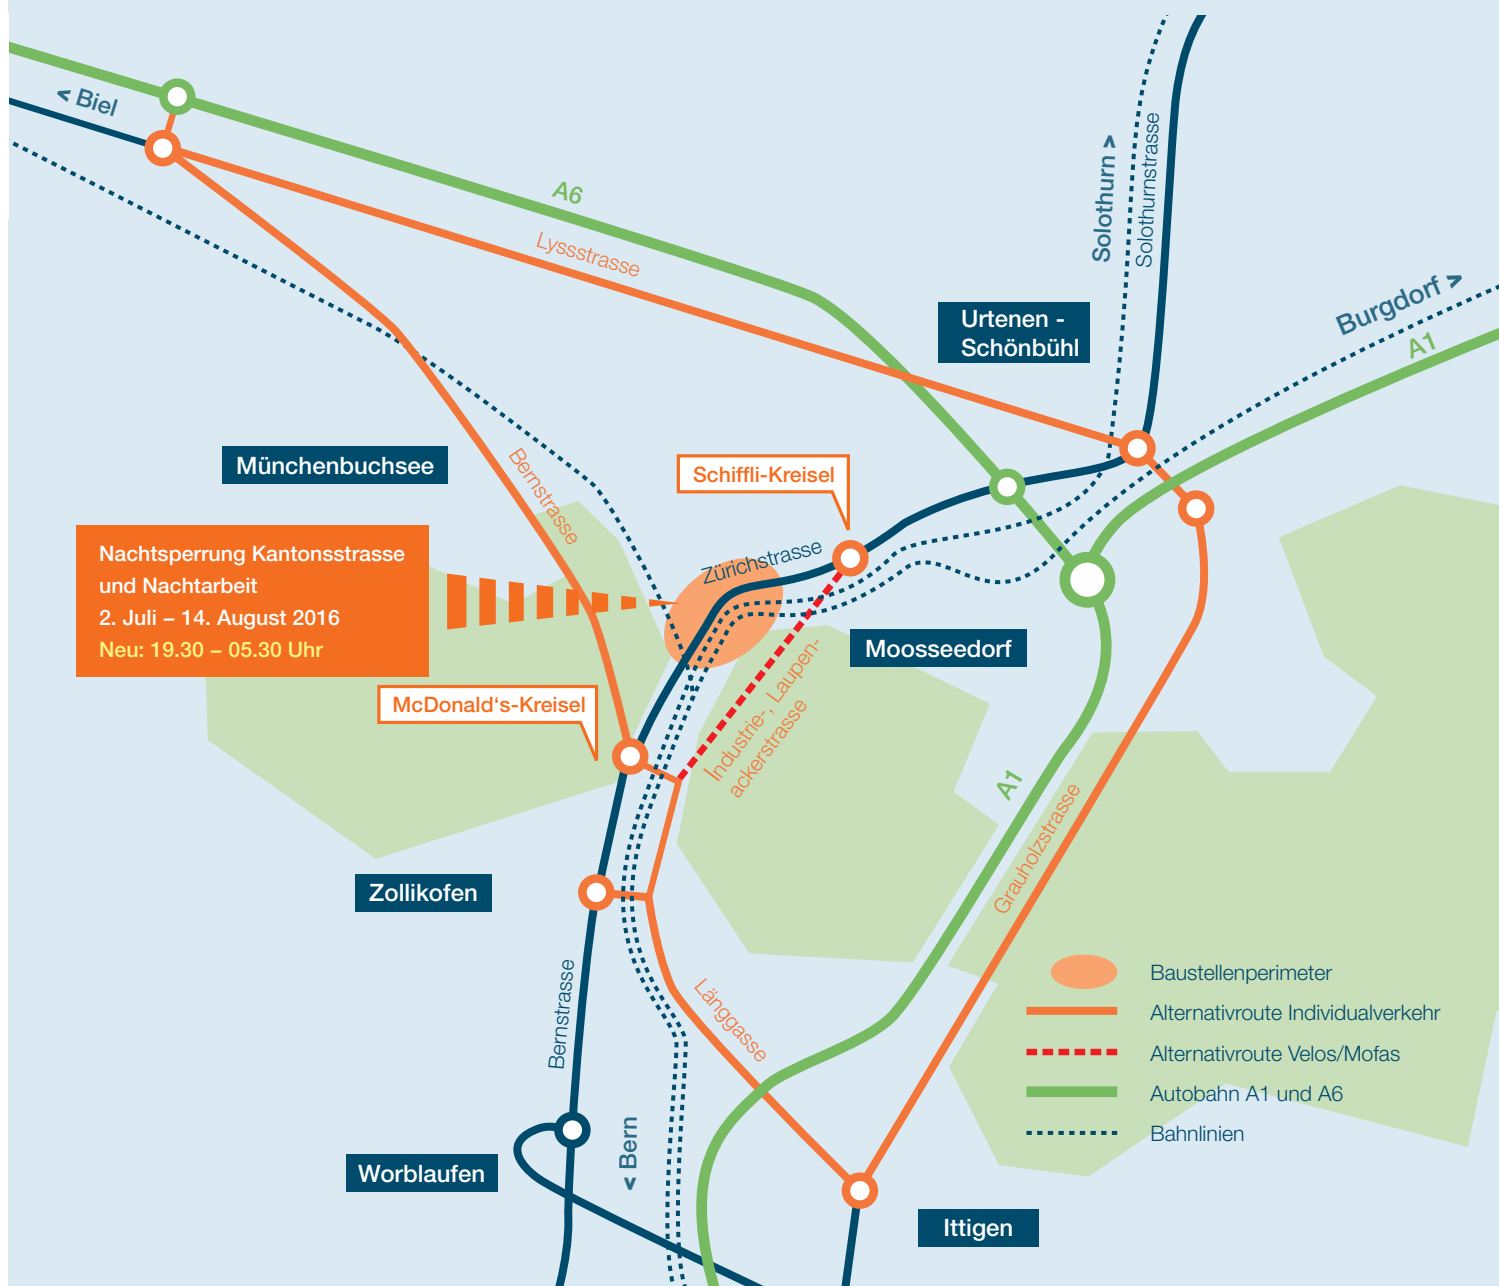 < Biel
A6
Lyssstrasse
Solothurn >
Solothurnstrasse
Burgdorf >
A1
Urtenen -
Schönbühl
Münchenbuchsee
Bernstrasse
Schiffli-Kreisel
Zürichstrasse
Nachtsperrung Kantonsstrasse
und Nachtarbeit
2. Juli – 14. August 2016
Neu: 19.30 – 05.30 Uhr
Moosseedorf
McDonald‘s-Kreisel
Industrie-, Laupen-
ackerstrasse
A1
Grauholzstrasse
Zollikofen
Bernstrasse
Länggasse
< Bern
Worblaufen
Ittigen
Baustellenperimeter
Alternativroute Individualverkehr
Alternativroute Velos/Mofas
Autobahn A1 und A6
Bahnlinien